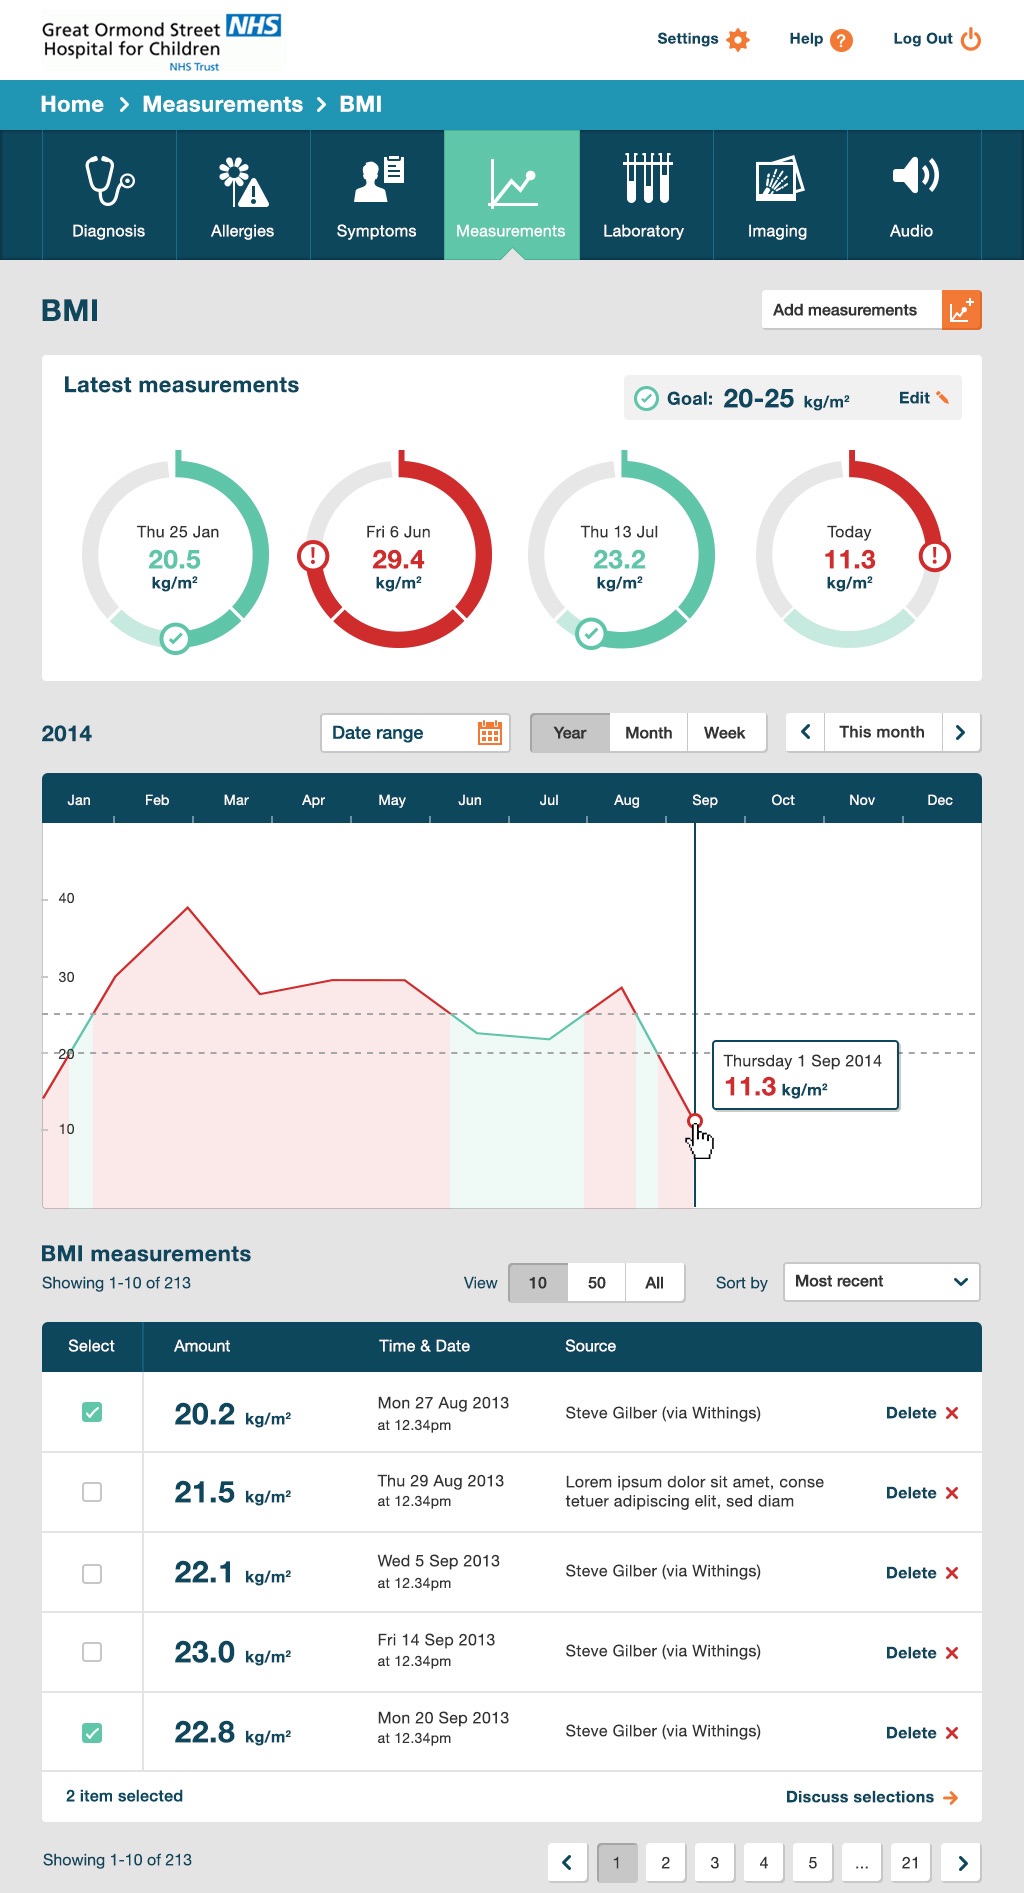 Great Ormond Street NHS
Hospital for Children
NHS Trust
Settings
Help ?
Log Out
Home > Measurements > BMI
Diagnosis
Allergies
Symptoms
Measurements
Laboratory
Imaging
Audio
BMI
Add measurements
Latest measurements
Goal: 20-25 kg/m²
Edit
Thu 25 Jan
20.5
kg/m²
Fri 6 Jun
29.4
kg/m²
!
Thu 13 Jul
23.2
kg/m²
Today
11.3
kg/m²
!
2014
Date range
Year Month Week
< This month >
Jan Feb Mar Apr May Jun Jul Aug Sep Oct Nov Dec
40
30
20
10
Thursday 1 Sep 2014
11.3 kg/m²
BMI measurements
Showing 1-10 of 213
View 10 50 All
Sort by Most recent
Select Amount Time & Date Source
20.2 kg/m²
Mon 27 Aug 2013
at 12.34pm
Steve Gilber (via Withings)
Delete ×
21.5 kg/m²
Thu 29 Aug 2013
at 12.34pm
Lorem ipsum dolor sit amet, conse
tetuer adipiscing elit, sed diam
Delete ×
22.1 kg/m²
Wed 5 Sep 2013
at 12.34pm
Steve Gilber (via Withings)
Delete ×
23.0 kg/m²
Fri 14 Sep 2013
at 12.34pm
Steve Gilber (via Withings)
Delete ×
22.8 kg/m²
Mon 20 Sep 2013
at 12.34pm
Steve Gilber (via Withings)
Delete ×
2 item selected
Discuss selections →
Showing 1-10 of 213
< 1 2 3 4 5 ... 21 >